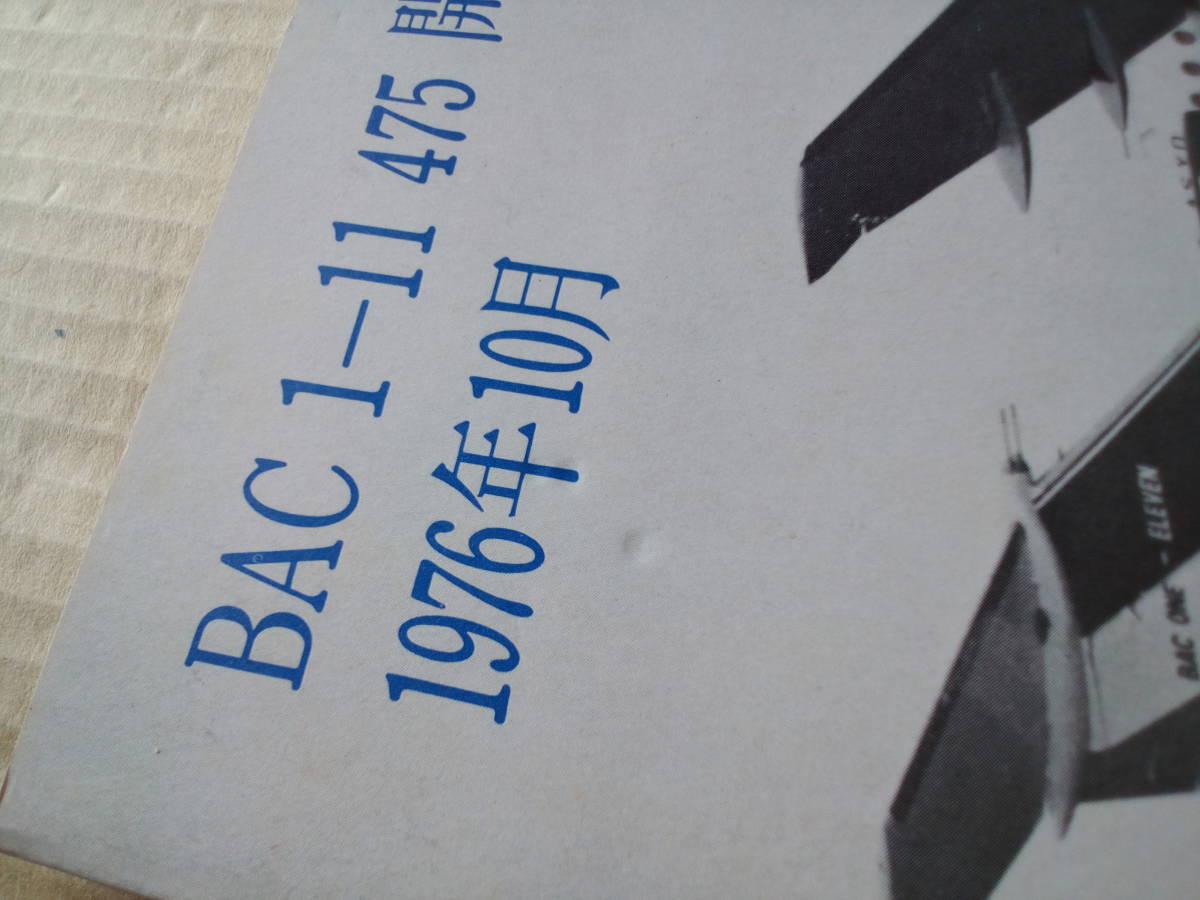 BAC 1-11 475 開
1976年10月
BAC ONE - ELEVEN